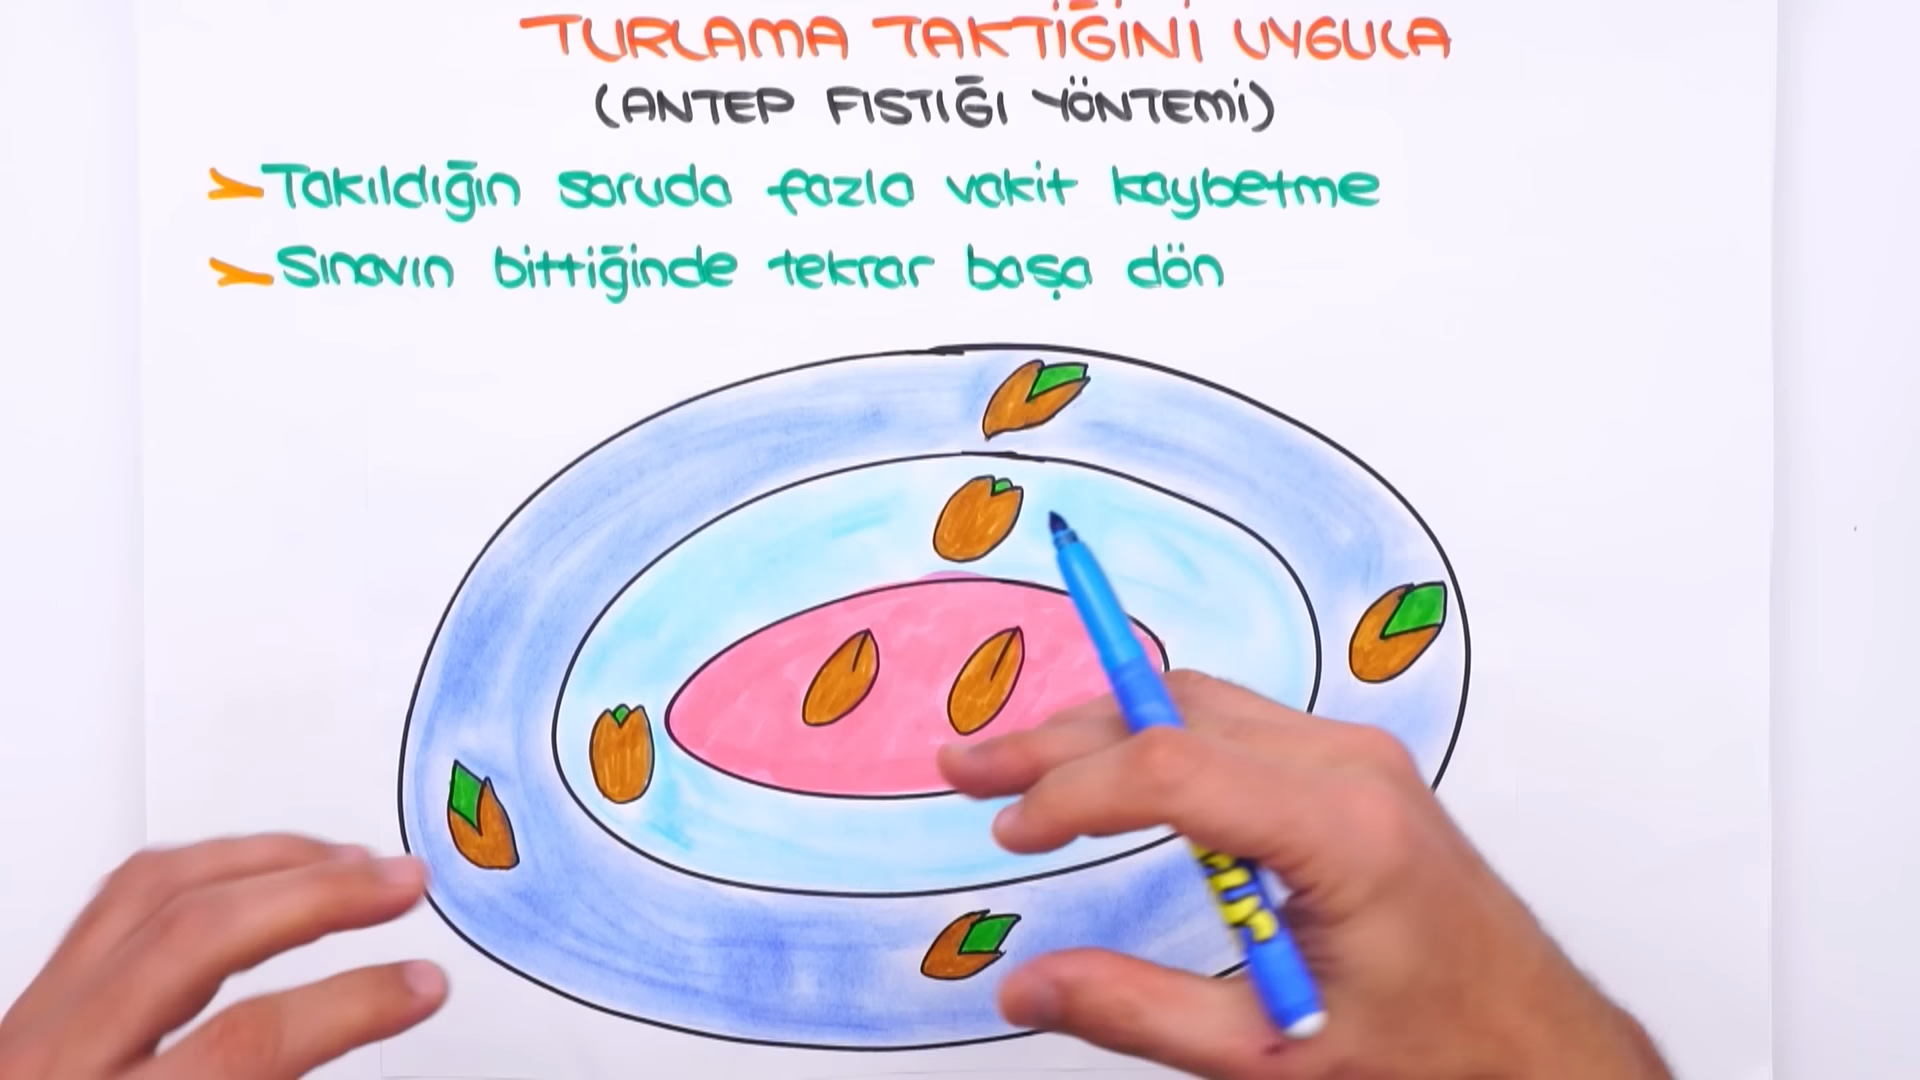 TURLAMA TAKTİĞİNİ UYGULA
(ANTEP FISTIĞI YÖNTEMİ)
➤Takıldığın soruda fazla vakit kaybetme
➤Sınavın bittiğinde tekrar başa dön